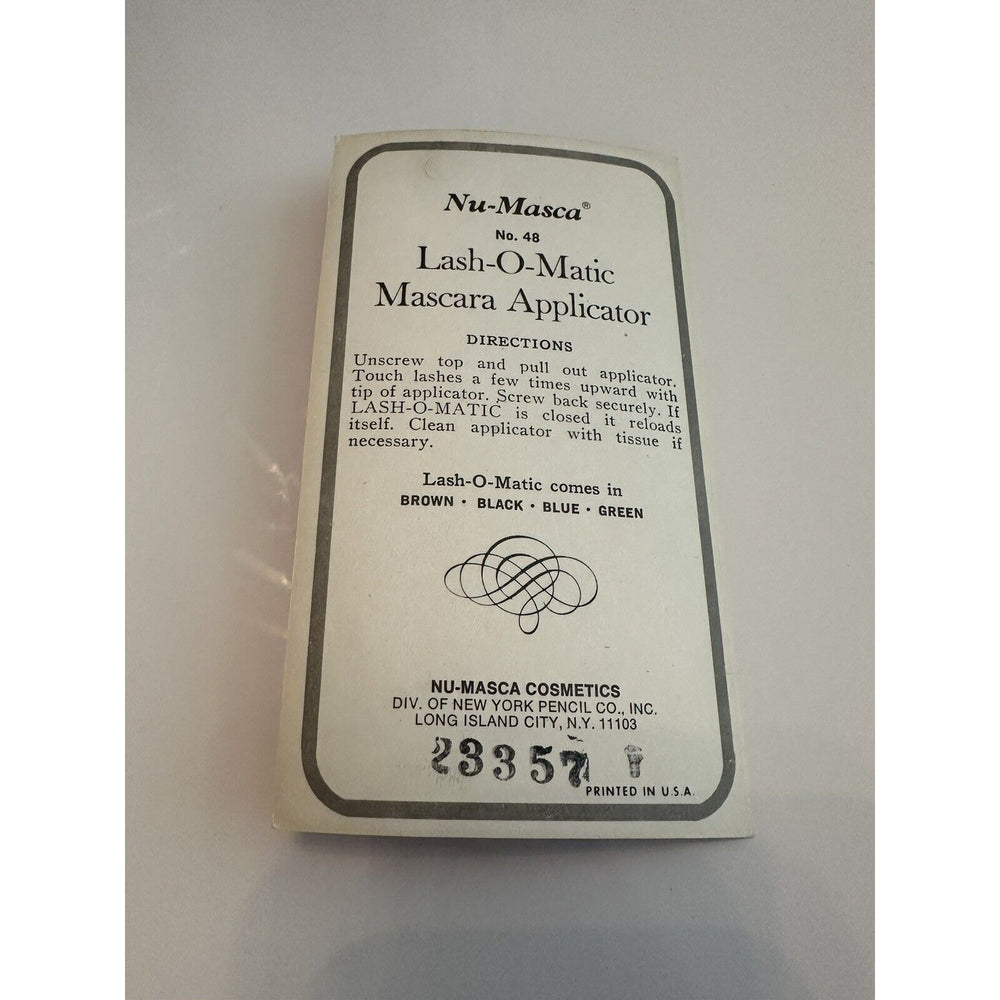 Nu-Masca®
No. 48
Lash-O-Matic
Mascara Applicator
DIRECTIONS
Unscrew top and pull out applicator.
Touch lashes a few times upward with
tip of applicator. Screw back securely. If
LASH-O-MATIC is closed it reloads
itself. Clean applicator with tissue if
necessary.
Lash-O-Matic comes in
BROWN • BLACK • BLUE • GREEN
NU-MASCA COSMETICS
DIV. OF NEW YORK PENCIL CO., INC.
LONG ISLAND CITY, N.Y. 11103
23357
PRINTED IN U.S.A.